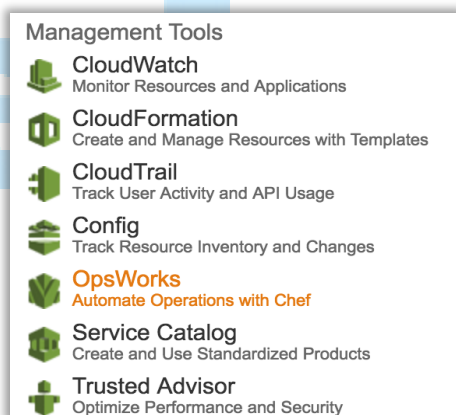 Management Tools
CloudWatch
Monitor Resources and Applications
CloudFormation
Create and Manage Resources with Templates
CloudTrail
Track User Activity and API Usage
Config
Track Resource Inventory and Changes
OpsWorks
Automate Operations with Chef
Service Catalog
Create and Use Standardized Products
Trusted Advisor
Optimize Performance and Security